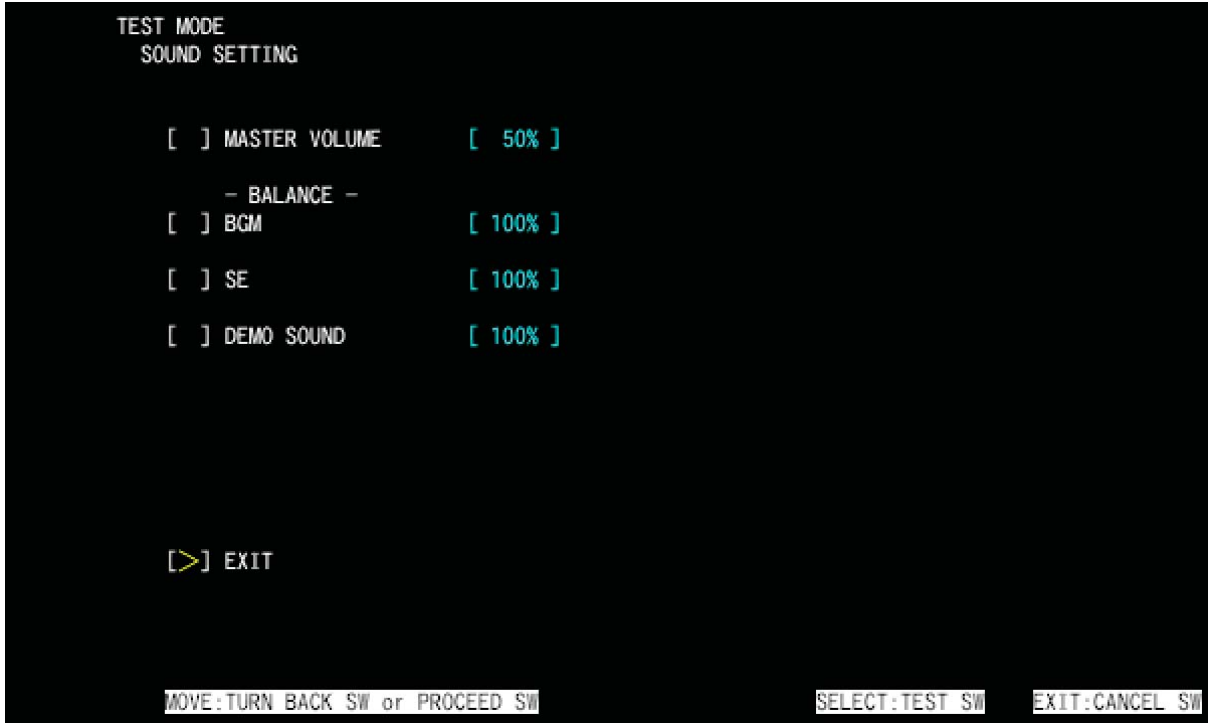 TEST MODE
SOUND SETTING
[ ] MASTER VOLUME [ 50% ]
- BALANCE -
[ ] BGM [ 100% ]
[ ] SE [ 100% ]
[ ] DEMO SOUND [ 100% ]
[>] EXIT
MOVE:TURN BACK SW or PROCEED SW SELECT:TEST SW EXIT:CANCEL SW